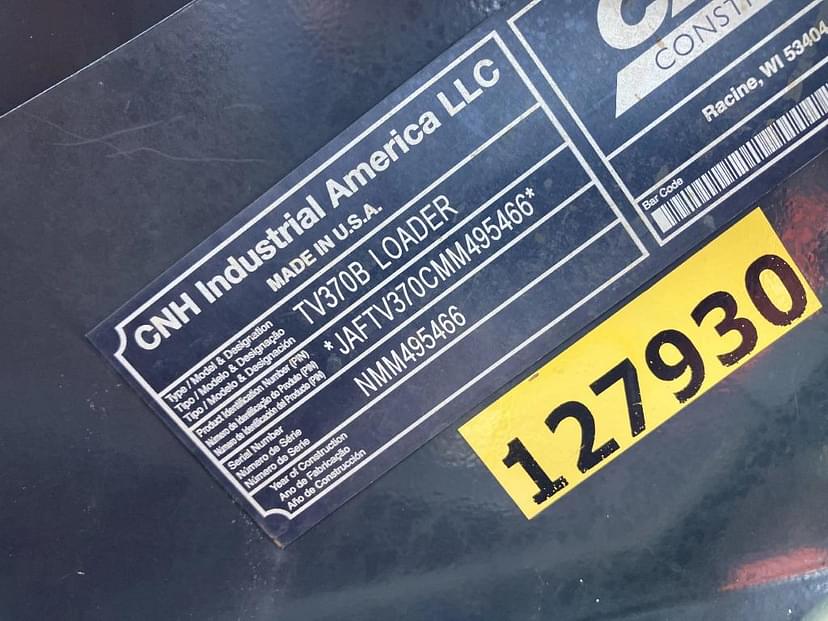 CNH Industrial America LLC
MADE IN U.S.A.
Type / Model & Designation
Tipo / Modelo & Designação
Tipo / Modelo & Designación
TV370B LOADER
Product Identification Number (PIN)
Número de Identificação do Produto (PIN)
Número de Identificación del Producto (PIN)
*JAFTV370CMM495466*
Serial Number
Número de Série
Número de Serie
NMM495466
Year of Construction
Ano de Fabricação
Año de Construcción
Racine, WI 53404
Bar Code
127930